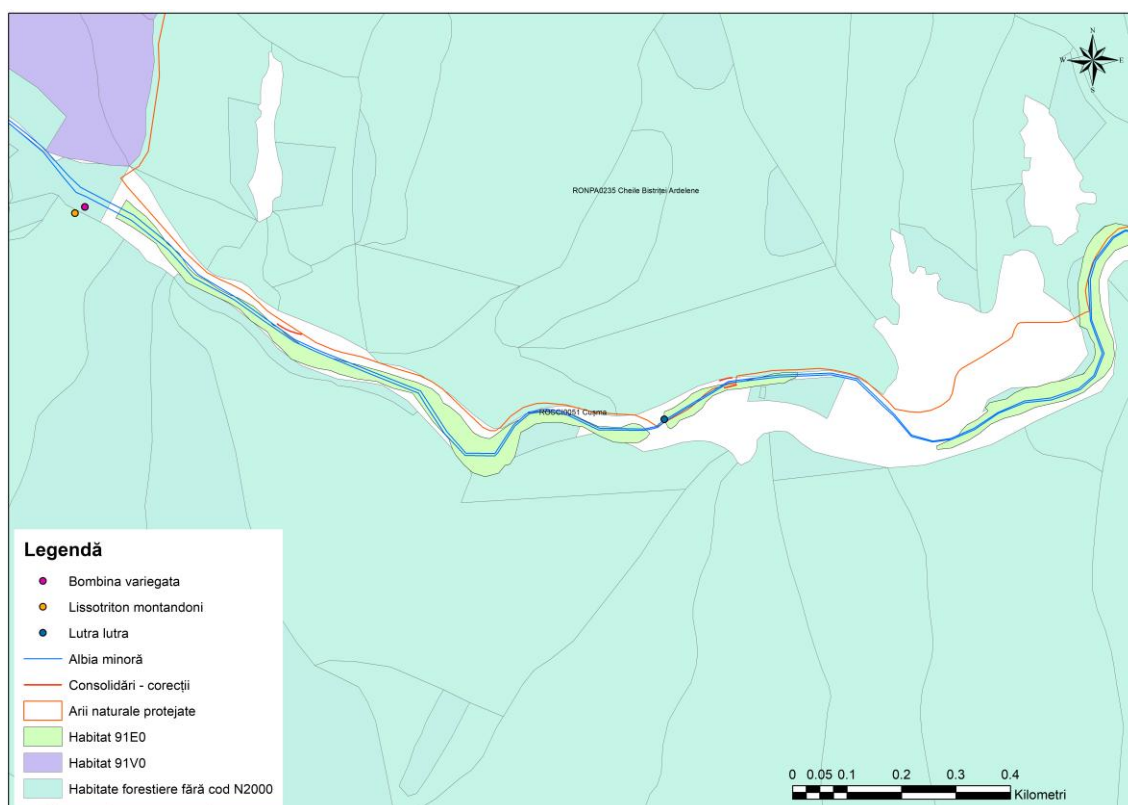 N
W E
S
RONPA0235 Cheile Bistriței Ardelene
ROSCI0051 Cușma
Legendă
Bombina variegata
Lissotriton montandoni
Lutra lutra
Albia minoră
Consolidări - corecții
Arii naturale protejate
Habitat 91E0
Habitat 91V0
Habitate forestiere fără cod N2000
0 0.05 0.1 0.2 0.3 0.4
Kilometri